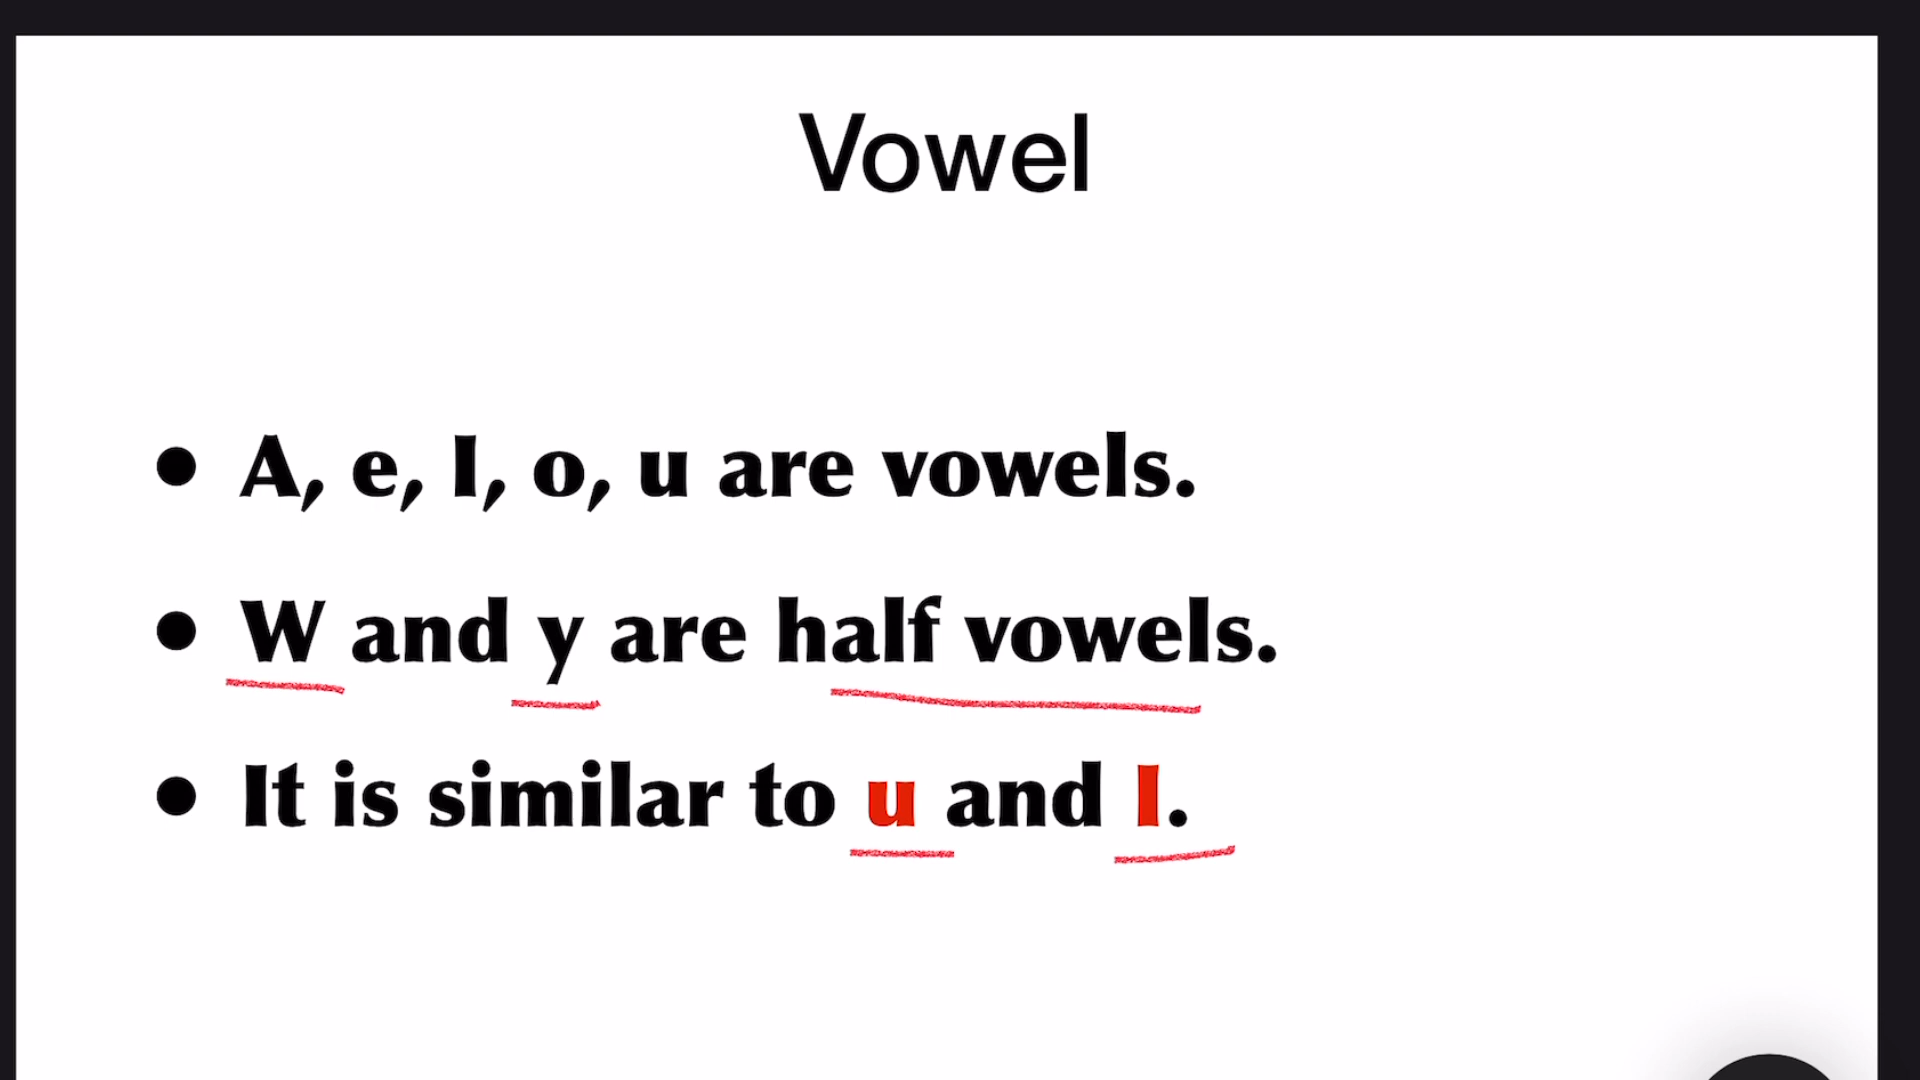 Vowel
• A, e, I, o, u are vowels.
• W and y are half vowels.
• It is similar to u and I.